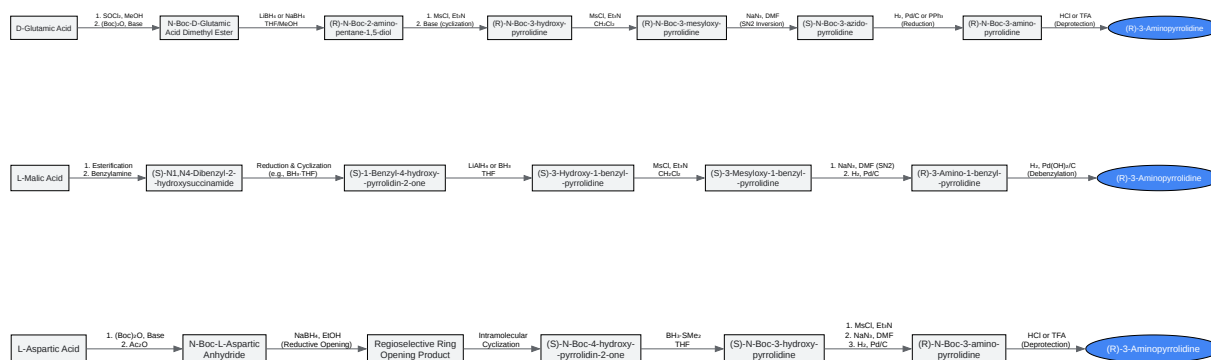 D-Glutamic Acid
1. SOCl₂, MeOH
2. (Boc)₂O, Base
N-Boc-D-Glutamic
Acid Dimethyl Ester
LiBH₄ or NaBH₄
THF/MeOH
(R)-N-Boc-2-amino-
pentane-1,5-diol
1. MsCl, Et₃N
2. Base (cyclization)
(R)-N-Boc-3-hydroxy-
pyrrolidine
MsCl, Et₃N
CH₂Cl₂
(R)-N-Boc-3-mesyloxy-
pyrrolidine
NaN₃, DMF
(SN2 Inversion)
(S)-N-Boc-3-azido-
pyrrolidine
H₂, Pd/C or PPh₃
(Reduction)
(R)-N-Boc-3-amino-
pyrrolidine
HCl or TFA
(Deprotection)
(R)-3-Aminopyrrolidine
L-Malic Acid
1. Esterification
2. Benzylamine
(S)-N1,N4-Dibenzyl-2-
-hydroxysuccinamide
Reduction & Cyclization
(e.g., BH₃·THF)
(S)-1-Benzyl-4-hydroxy-
-pyrrolidin-2-one
LiAlH₄ or BH₃
THF
(S)-3-Hydroxy-1-benzyl-
-pyrrolidine
MsCl, Et₃N
CH₂Cl₂
(S)-3-Mesyloxy-1-benzyl-
-pyrrolidine
1. NaN₃, DMF (SN2)
2. H₂, Pd/C
(R)-3-Amino-1-benzyl-
-pyrrolidine
H₂, Pd(OH)₂/C
(Debenzylation)
(R)-3-Aminopyrrolidine
L-Aspartic Acid
1. (Boc)₂O, Base
2. Ac₂O
N-Boc-L-Aspartic
Anhydride
NaBH₄, EtOH
(Reductive Opening)
Regioselective Ring
Opening Product
Intramolecular
Cyclization
(S)-N-Boc-4-hydroxy-
-pyrrolidin-2-one
BH₃·SMe₂
THF
(S)-N-Boc-3-hydroxy-
pyrrolidine
1. MsCl, Et₃N
2. NaN₃, DMF
3. H₂, Pd/C
(R)-N-Boc-3-amino-
pyrrolidine
HCl or TFA
(Deprotection)
(R)-3-Aminopyrrolidine